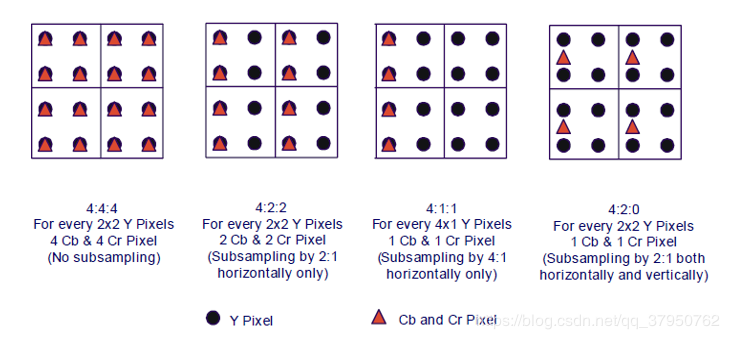 4:4:4
For every 2x2 Y Pixels
4 Cb & 4 Cr Pixel
(No subsampling)
4:2:2
For every 2x2 Y Pixels
2 Cb & 2 Cr Pixel
(Subsampling by 2:1
horizontally only)
4:1:1
For every 4x1 Y Pixels
1 Cb & 1 Cr Pixel
(Subsampling by 4:1
horizontally only)
4:2:0
For every 2x2 Y Pixels
1 Cb & 1 Cr Pixel
(Subsampling by 2:1 both
horizontally and vertically)
Y Pixel
Cb and Cr Pixel
https://blog.csdn.net/qq_37950762